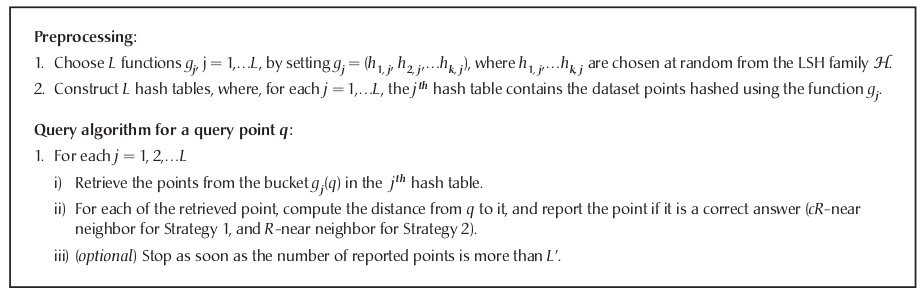 Preprocessing:
1. Choose L functions g_j, j = 1,…L, by setting g_j = (h_{1, j}, h_{2, j},…h_{k, j}), where h_{1, j},…h_{k, j} are chosen at random from the LSH family ℋ.
2. Construct L hash tables, where, for each j = 1,…L, the j^{th} hash table contains the dataset points hashed using the function g_j.
Query algorithm for a query point q:
1. For each j = 1, 2,…L
i) Retrieve the points from the bucket g_j(q) in the j^{th} hash table.
ii) For each of the retrieved point, compute the distance from q to it, and report the point if it is a correct answer (cR–near
neighbor for Strategy 1, and R–near neighbor for Strategy 2).
iii) (optional) Stop as soon as the number of reported points is more than L′.